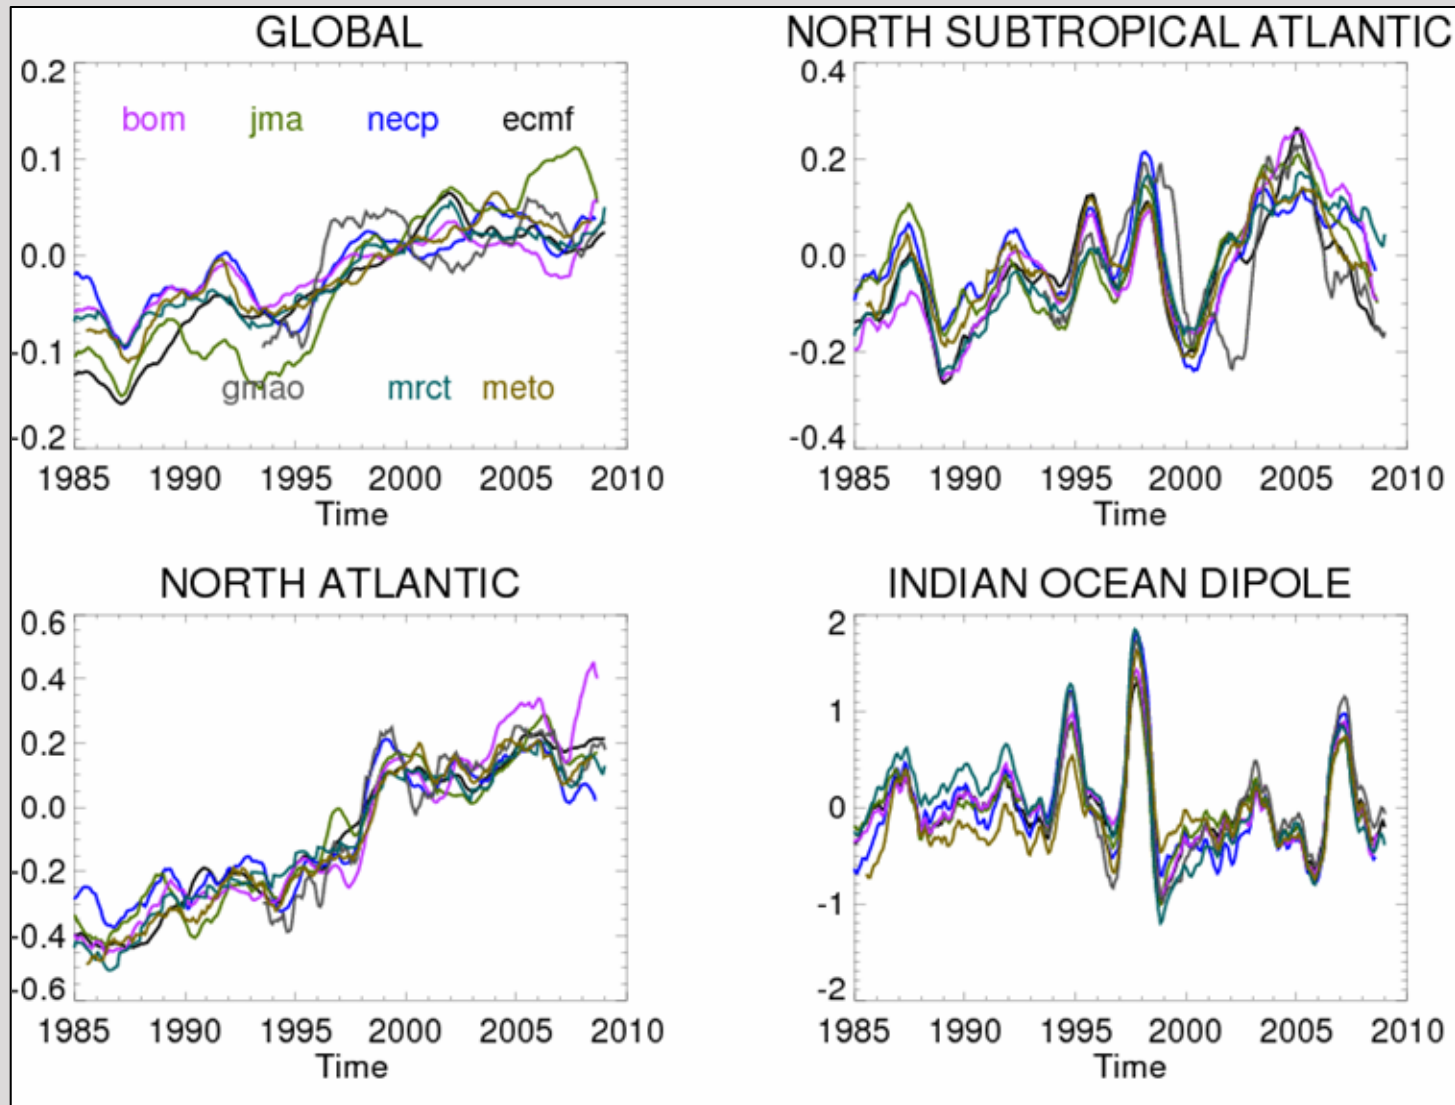 GLOBAL
0.2
0.1
0.0
-0.1
-0.2
bom jma necp ecmf
gmao mrct meto
1985 1990 1995 2000 2005 2010
Time
NORTH SUBTROPICAL ATLANTIC
0.4
0.2
0.0
-0.2
-0.4
1985 1990 1995 2000 2005 2010
Time
NORTH ATLANTIC
0.6
0.4
0.2
0.0
-0.2
-0.4
-0.6
1985 1990 1995 2000 2005 2010
Time
INDIAN OCEAN DIPOLE
2
1
0
-1
-2
1985 1990 1995 2000 2005 2010
Time